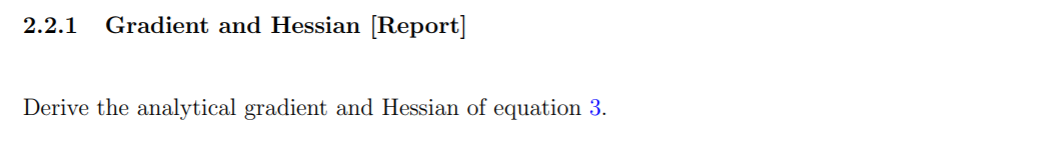 2.2.1 Gradient and Hessian [Report]
Derive the analytical gradient and Hessian of equation 3.